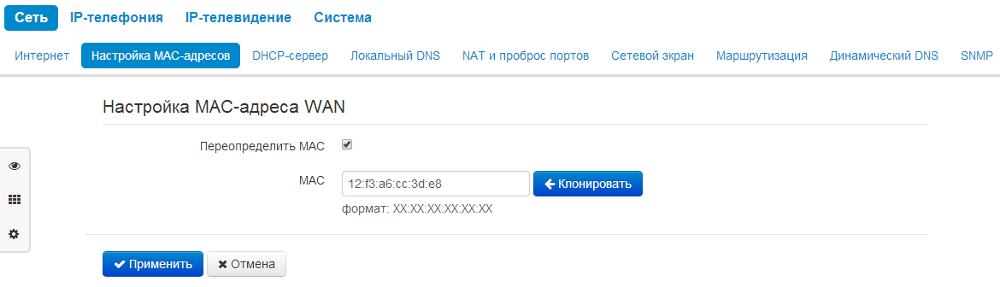 Сеть IP-телефония IP-телевидение Система
Интернет Настройка MAC-адресов DHCP-сервер Локальный DNS NAT и проброс портов Сетевой экран Маршрутизация Динамический DNS SNMP
Настройка MAC-адреса WAN
Переопределить MAC
MAC 12:f3:a6:cc:3d:e8 Клонировать
формат: XX:XX:XX:XX:XX:XX
Применить Отмена